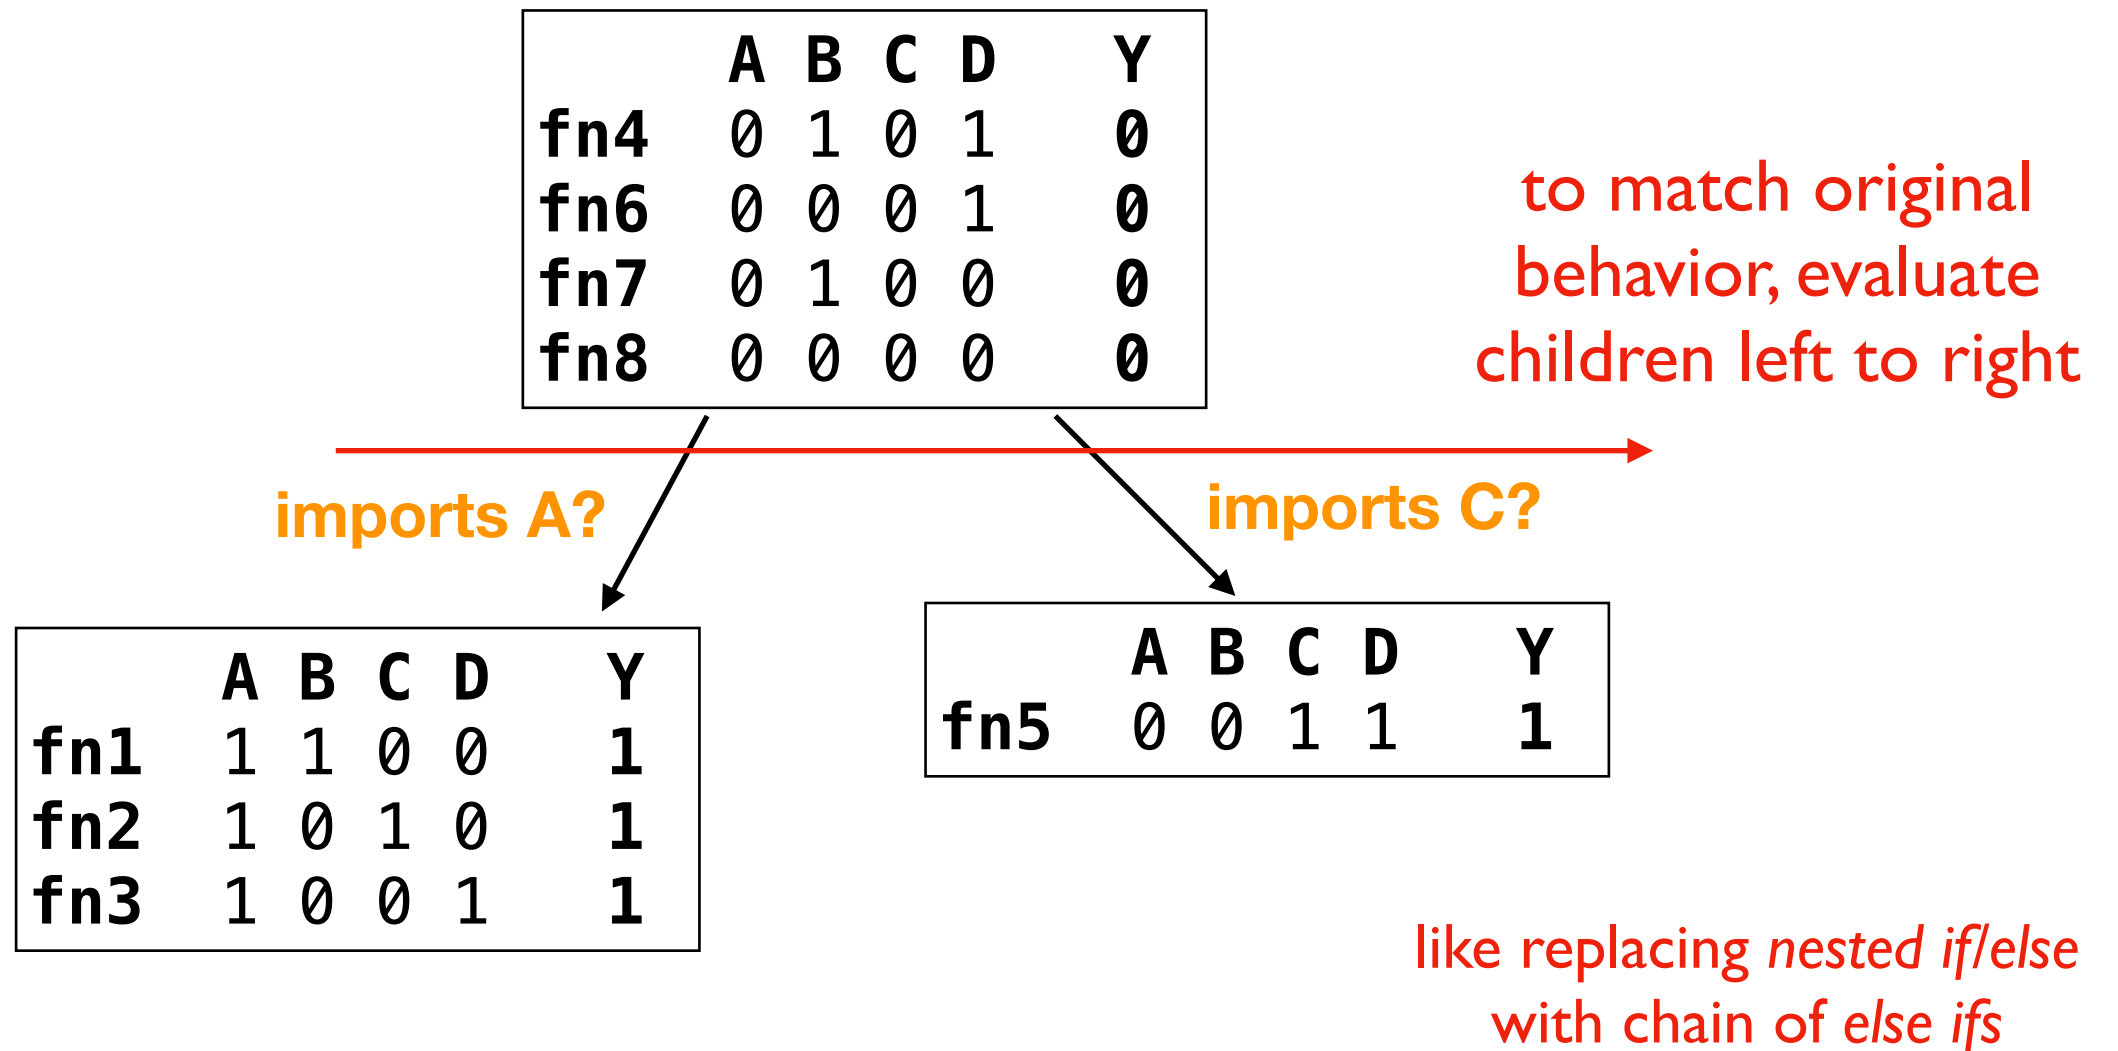 A B C D Y
fn4 0 1 0 1 0
fn6 0 0 0 1 0
fn7 0 1 0 0 0
fn8 0 0 0 0 0
to match original
behavior, evaluate
children left to right
imports A?
imports C?
A B C D Y
fn1 1 1 0 0 1
fn2 1 0 1 0 1
fn3 1 0 0 1 1
A B C D Y
fn5 0 0 1 1 1
like replacing nested if/else
with chain of else ifs